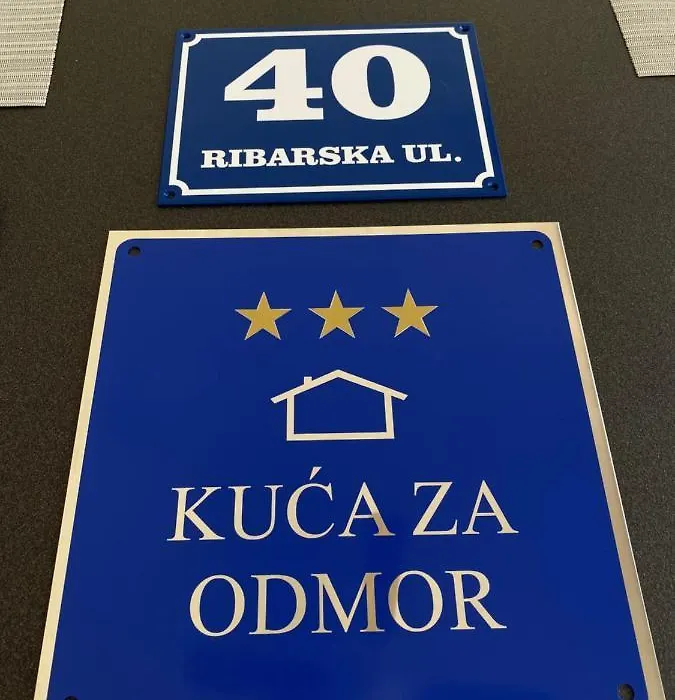 40
RIBARSKA UL.
KUĆA ZA
ODMOR